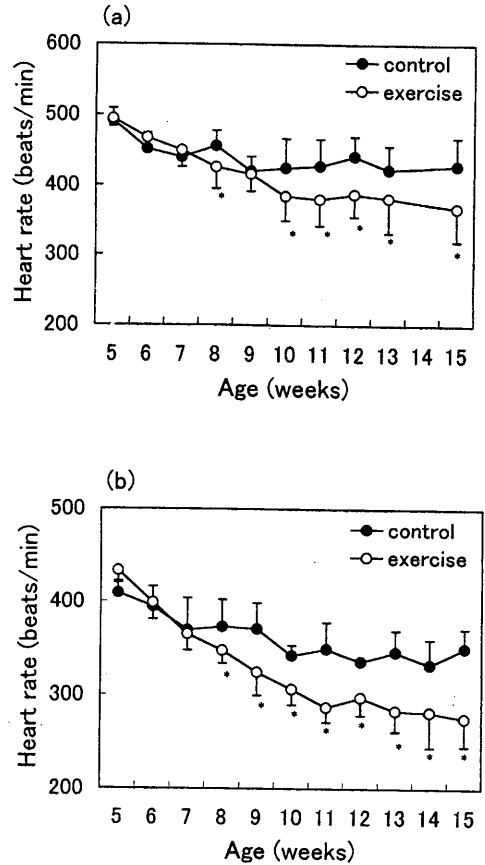 (a)
600
500
400
300
200
Heart rate (beats/min)
control
exercise
*
*
*
*
*
*
5 6 7 8 9 10 11 12 13 14 15
Age (weeks)
(b)
500
400
300
200
Heart rate (beats/min)
control
exercise
*
*
*
*
*
*
*
*
5 6 7 8 9 10 11 12 13 14 15
Age (weeks)